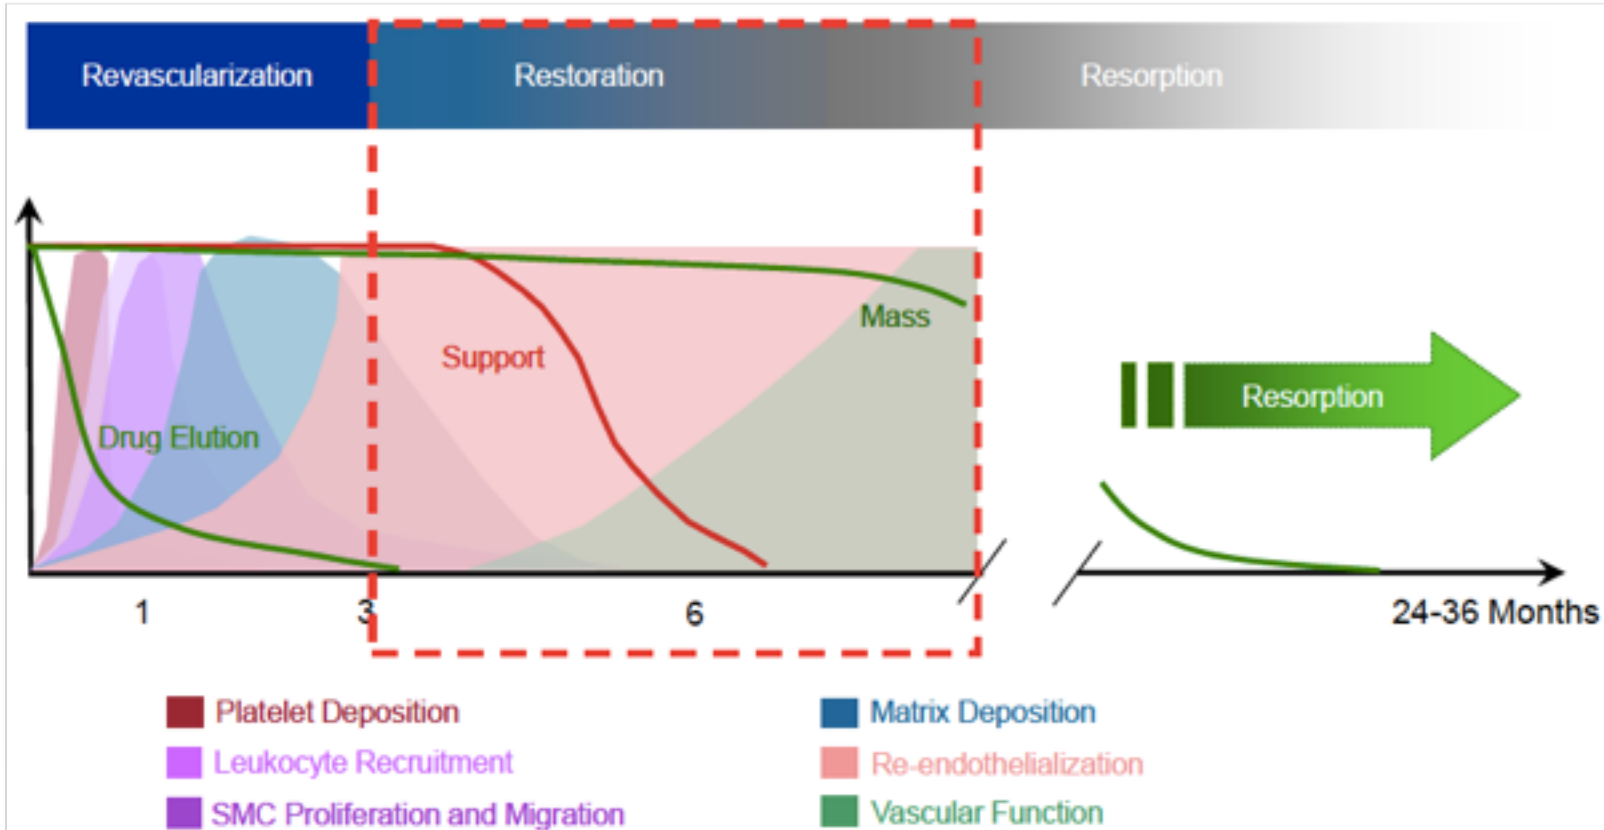 Revascularization
Restoration
Resorption
Mass
Support
Drug Elution
Resorption
1
3
6
24-36 Months
Platelet Deposition
Matrix Deposition
Leukocyte Recruitment
Re-endothelialization
SMC Proliferation and Migration
Vascular Function